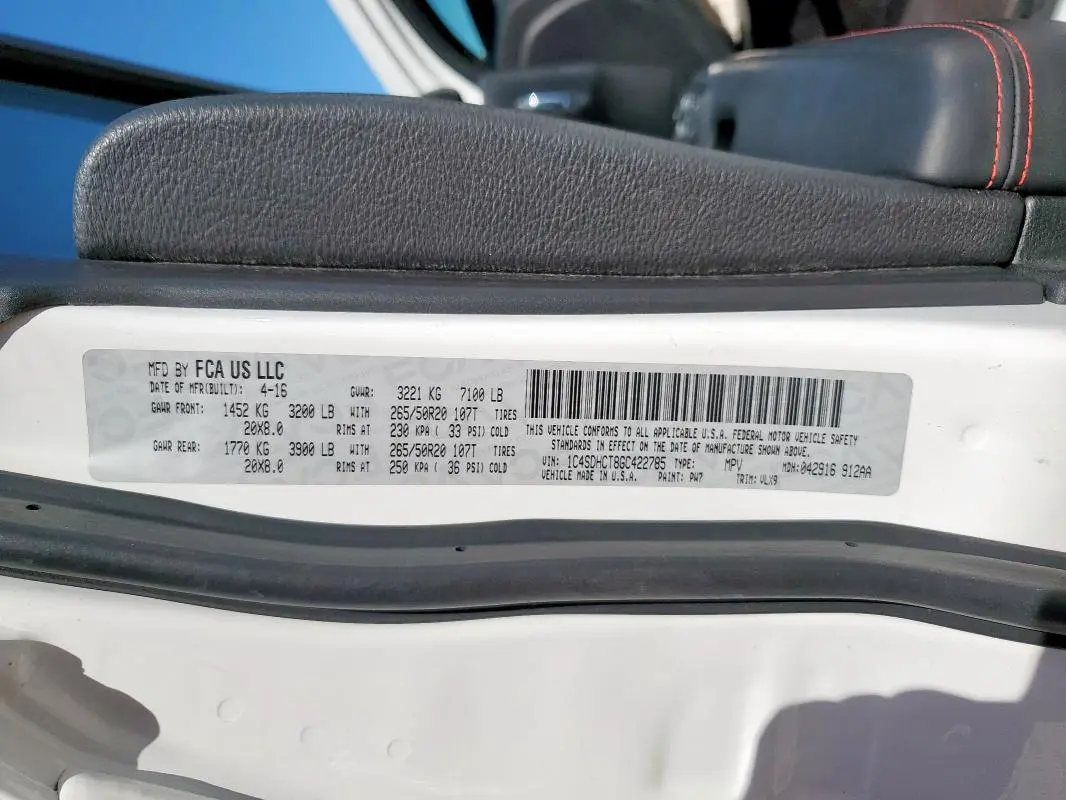 MFD BY FCA US LLC
DATE OF MFR(BUILT): 4-16 GVWR: 3221 KG 7100 LB
GAWR FRONT: 1452 KG 3200 LB WITH 265/50R20 107T TIRES
20X8.0 RIMS AT 230 KPA ( 33 PSI) COLD
GAWR REAR: 1770 KG 3900 LB WITH 265/50R20 107T TIRES
20X8.0 RIMS AT 250 KPA ( 36 PSI) COLD
THIS VEHICLE CONFORMS TO ALL APPLICABLE U.S.A. FEDERAL MOTOR VEHICLE SAFETY
STANDARDS IN EFFECT ON THE DATE OF MANUFACTURE SHOWN ABOVE.
VIN: 1C4SDHCT8GC422785 TYPE: MPV MDH:042916 912AA
VEHICLE MADE IN U.S.A. PAINT: PW7 TRIM: VLX9